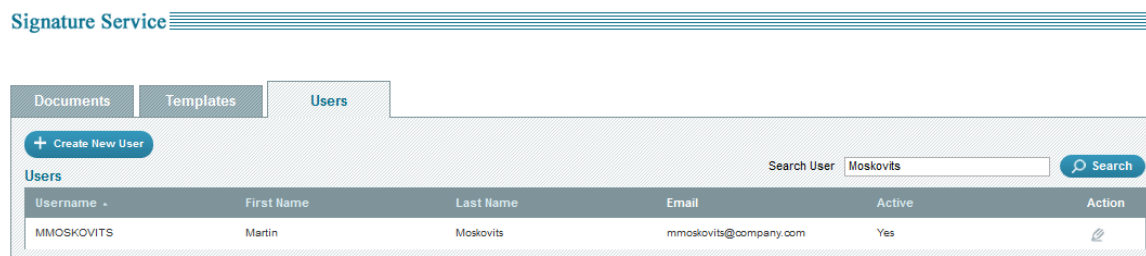 Signature Service
Documents Templates Users
Create New User
Search User Moskovits Search
Users
Username First Name Last Name Email Active Action
MMOSKOVITS Martin Moskovits mmoskovits@company.com Yes